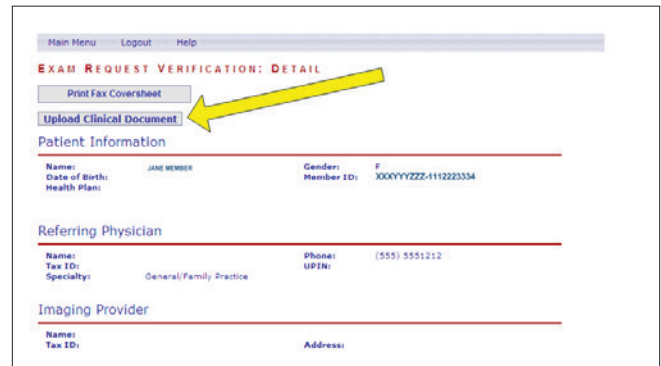 Main Menu Logout Help
EXAM REQUEST VERIFICATION: DETAIL
Print Fax Coversheet
Upload Clinical Document
Patient Information
Name: JANE MEMBER Gender: F
Date of Birth: Member ID: XXXYYYZZZ-1112223334
Health Plan:
Referring Physician
Name: Phone: (555) 5551212
Tax ID: UPIN:
Specialty: General/Family Practice
Imaging Provider
Name:
Tax ID: Address: